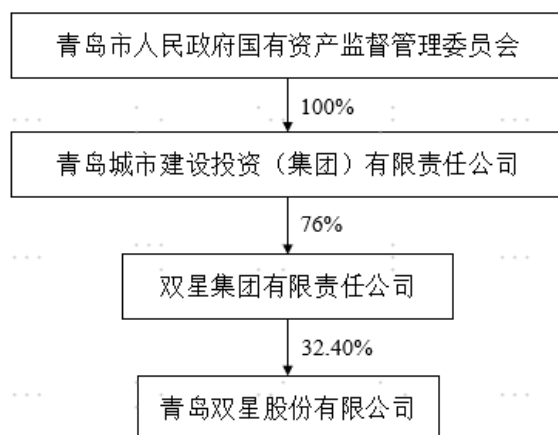 青岛市人民政府国有资产监督管理委员会
100%
青岛城市建设投资（集团）有限责任公司
76%
双星集团有限责任公司
32.40%
青岛双星股份有限公司